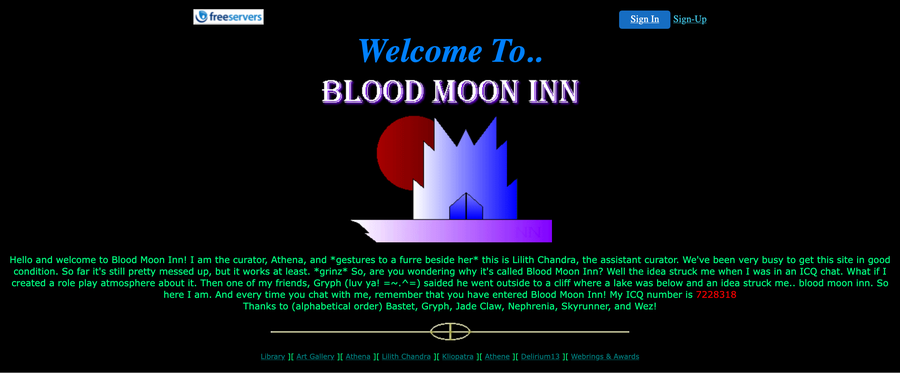 freeservers
Sign In Sign-Up
Welcome To..
BLOOD MOON INN
Hello and welcome to Blood Moon Inn! I am the curator, Athena, and *gestures to a furre beside her* this is Lilith Chandra, the assistant curator. We've been very busy to get this site in good
condition. So far it's still pretty messed up, but it works at least. *grinz* So, are you wondering why it's called Blood Moon Inn? Well the idea struck me when I was in an ICQ chat. What if I
created a role play atmosphere about it. Then one of my friends, Gryph (luv ya! =~.^=) saided he went outside to a cliff where a lake was below and an idea struck me.. blood moon inn. So
here I am. And every time you chat with me, remember that you have entered Blood Moon Inn! My ICQ number is 7228318
Thanks to (alphabetical order) Bastet, Gryph, Jade Claw, Nephrenia, Skyrunner, and Wez!
Library ][ Art Gallery ][ Athena ][ Lilith Chandra ][ Kliopatra ][ Athene ][ Delirium13 ][ Webrings & Awards